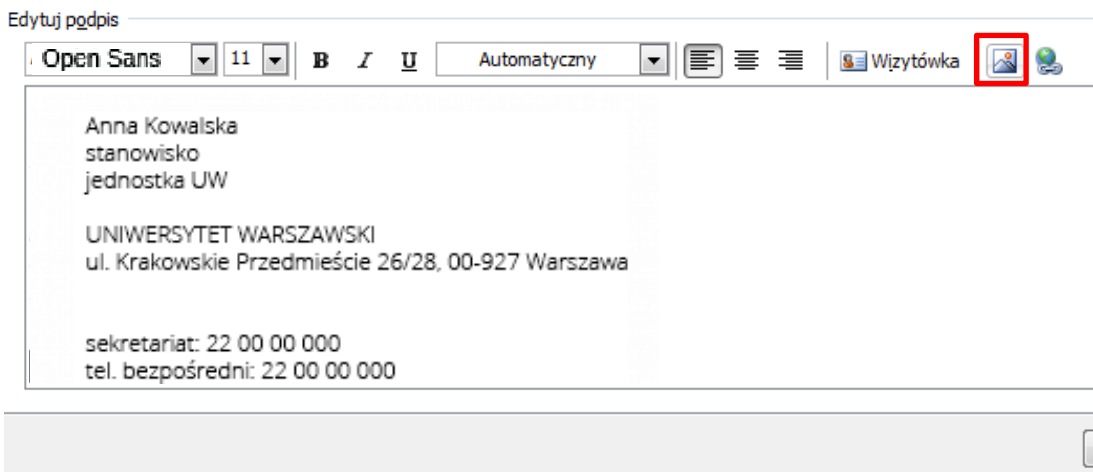 Edytuj podpis
Open Sans 11 B I U Automatyczny Wizytówka
Anna Kowalska
stanowisko
jednostka UW
UNIWERSYTET WARSZAWSKI
ul. Krakowskie Przedmieście 26/28, 00-927 Warszawa
sekretariat: 22 00 00 000
tel. bezpośredni: 22 00 00 000